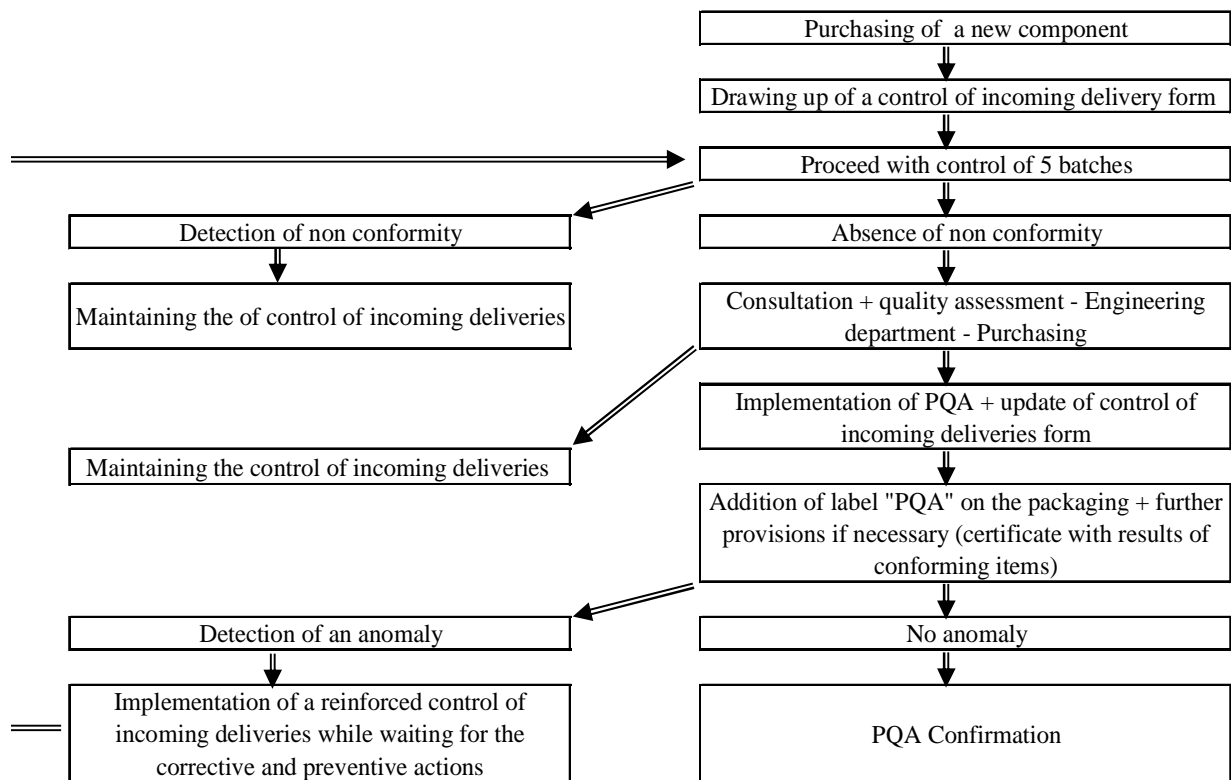 Purchasing of  a new component
Drawing up of a control of incoming delivery form
Proceed with control of 5 batches
Detection of non conformity
Absence of non conformity
Maintaining the of control of incoming deliveries
Consultation + quality assessment - Engineering
department - Purchasing
Implementation of PQA + update of control of
incoming deliveries form
Maintaining the control of incoming deliveries
Addition of label "PQA" on the packaging + further
provisions if necessary (certificate with results of
conforming items)
Detection of an anomaly
No anomaly
Implementation of a reinforced control of
incoming deliveries while waiting for the
corrective and preventive actions
PQA Confirmation